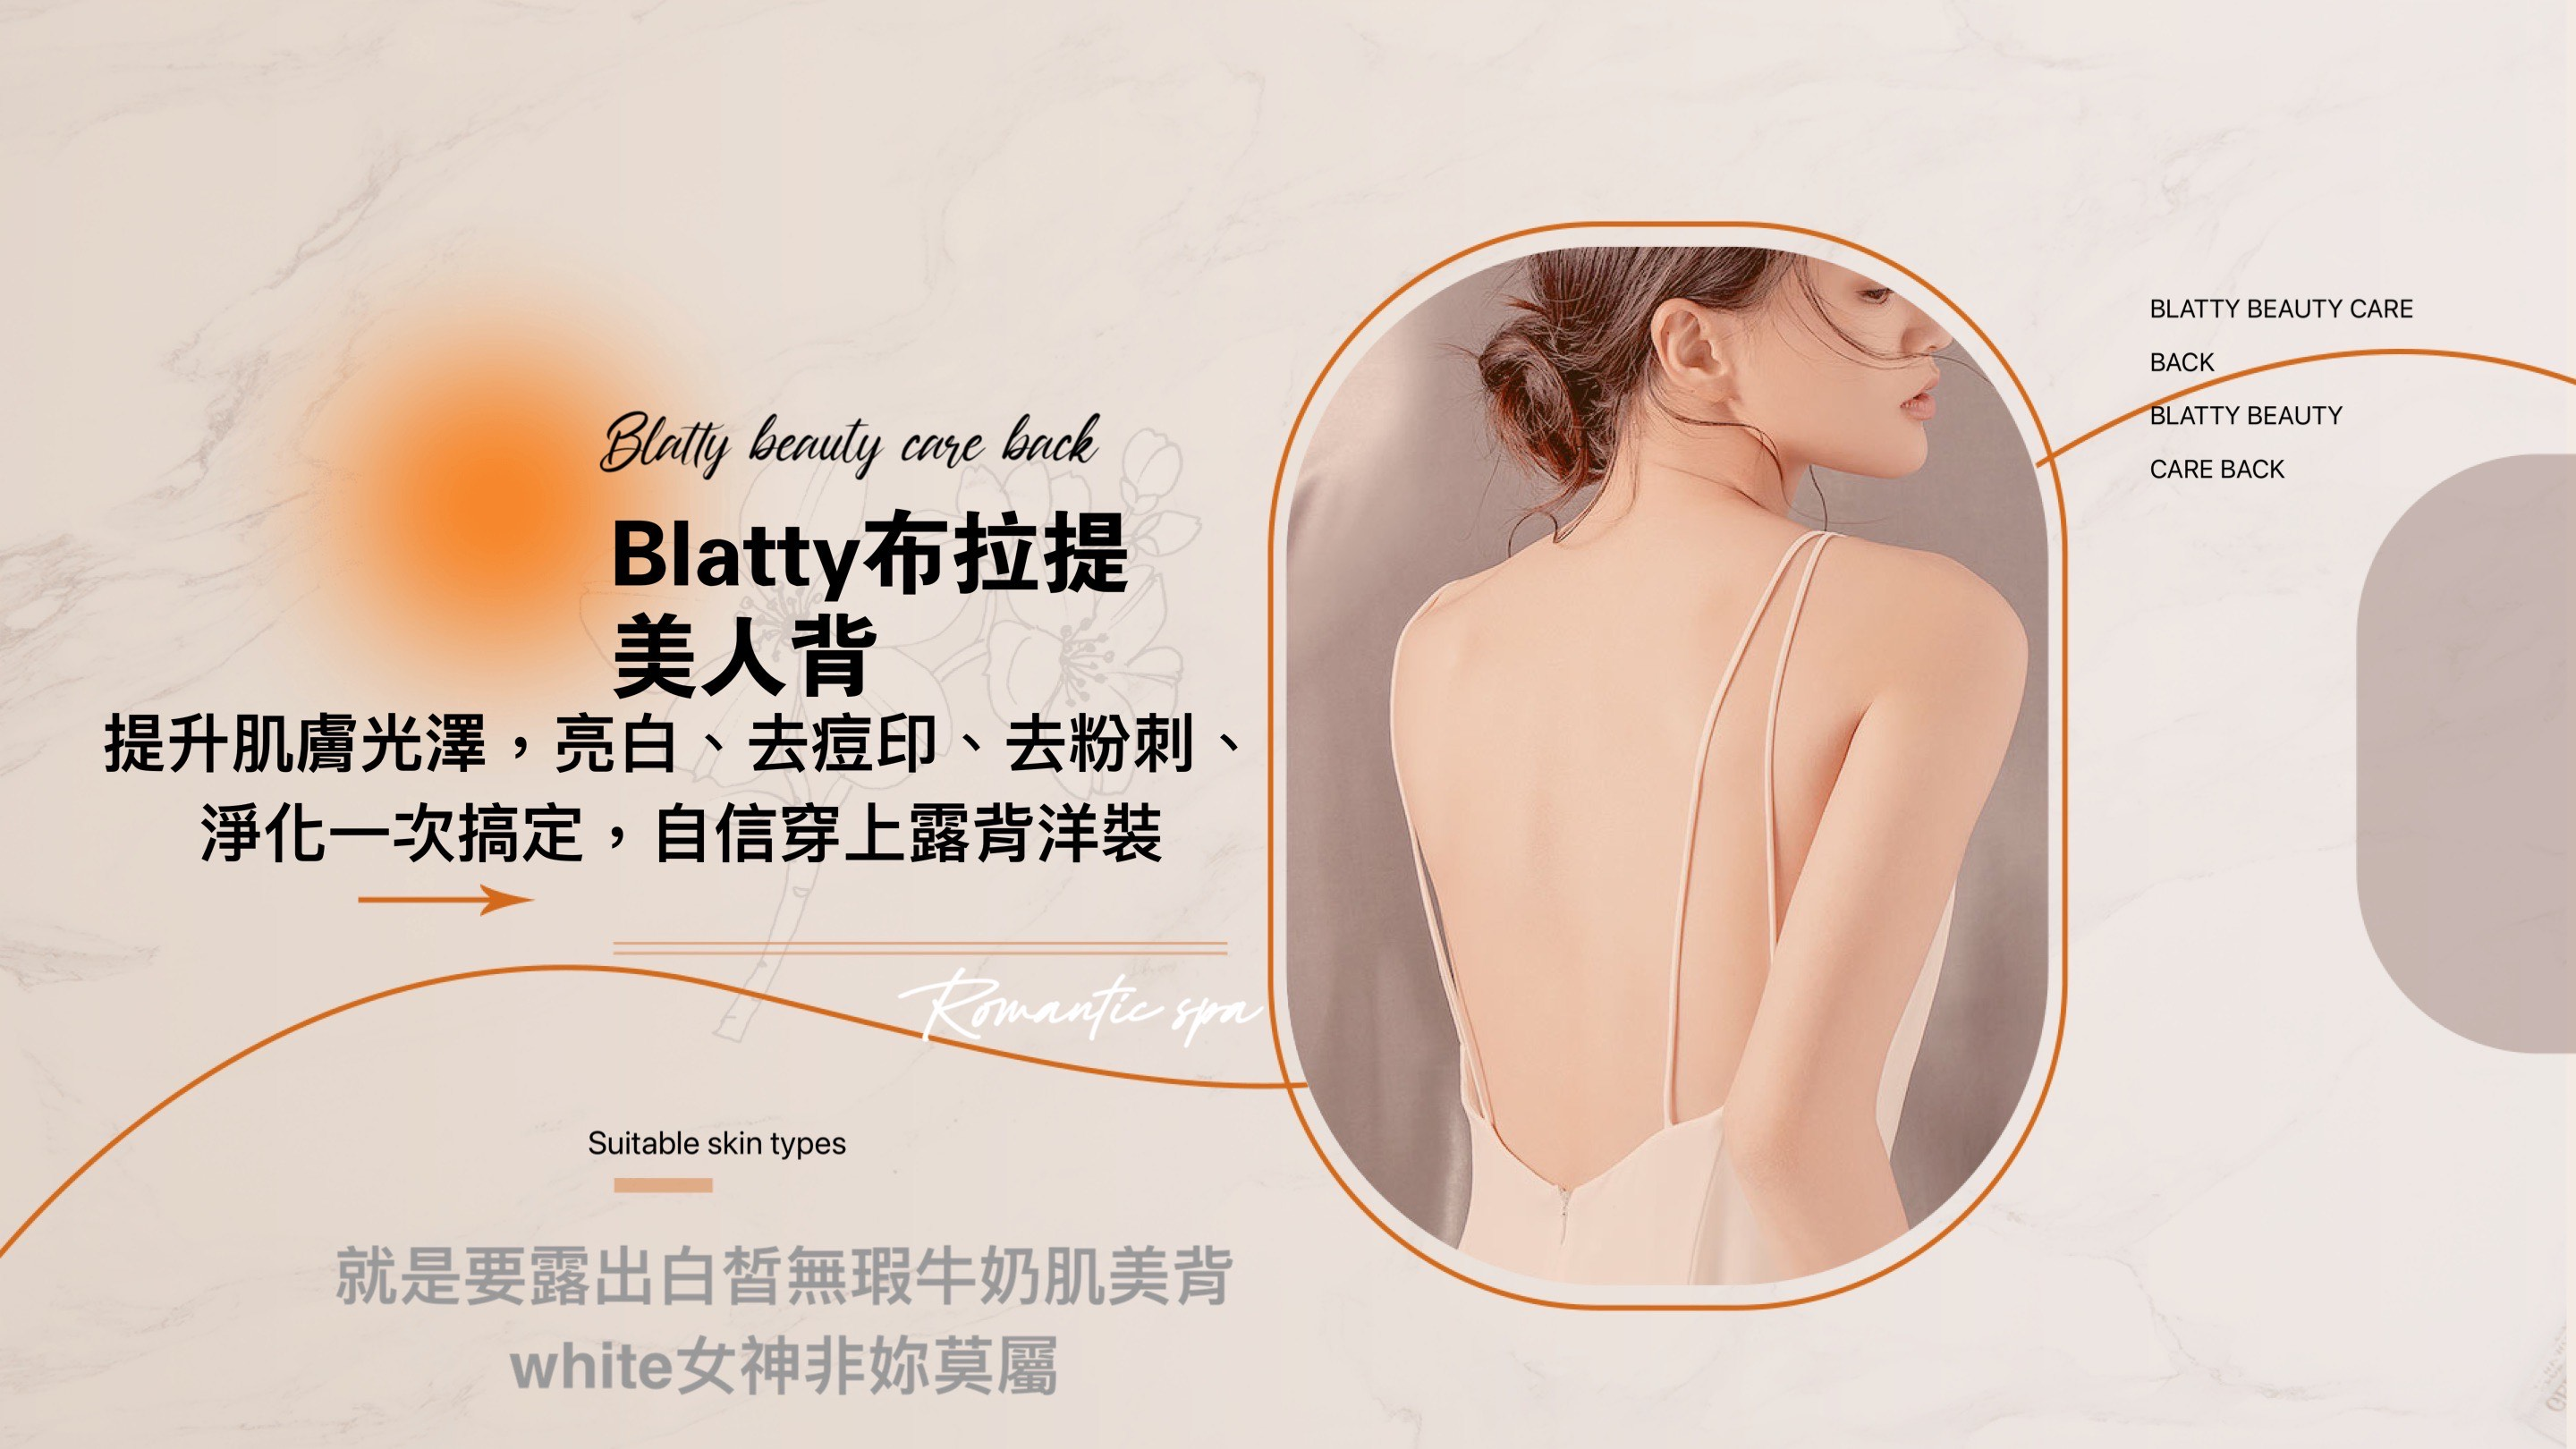 Blatty beauty care back
Blatty布拉提
美人背
提升肌膚光澤，亮白、去痘印、去粉刺、
淨化一次搞定，自信穿上露背洋裝
Romantic spa
Suitable skin types
就是要露出白皙無瑕牛奶肌美背
white女神非妳莫屬
BLATTY BEAUTY CARE
BACK
BLATTY BEAUTY
CARE BACK